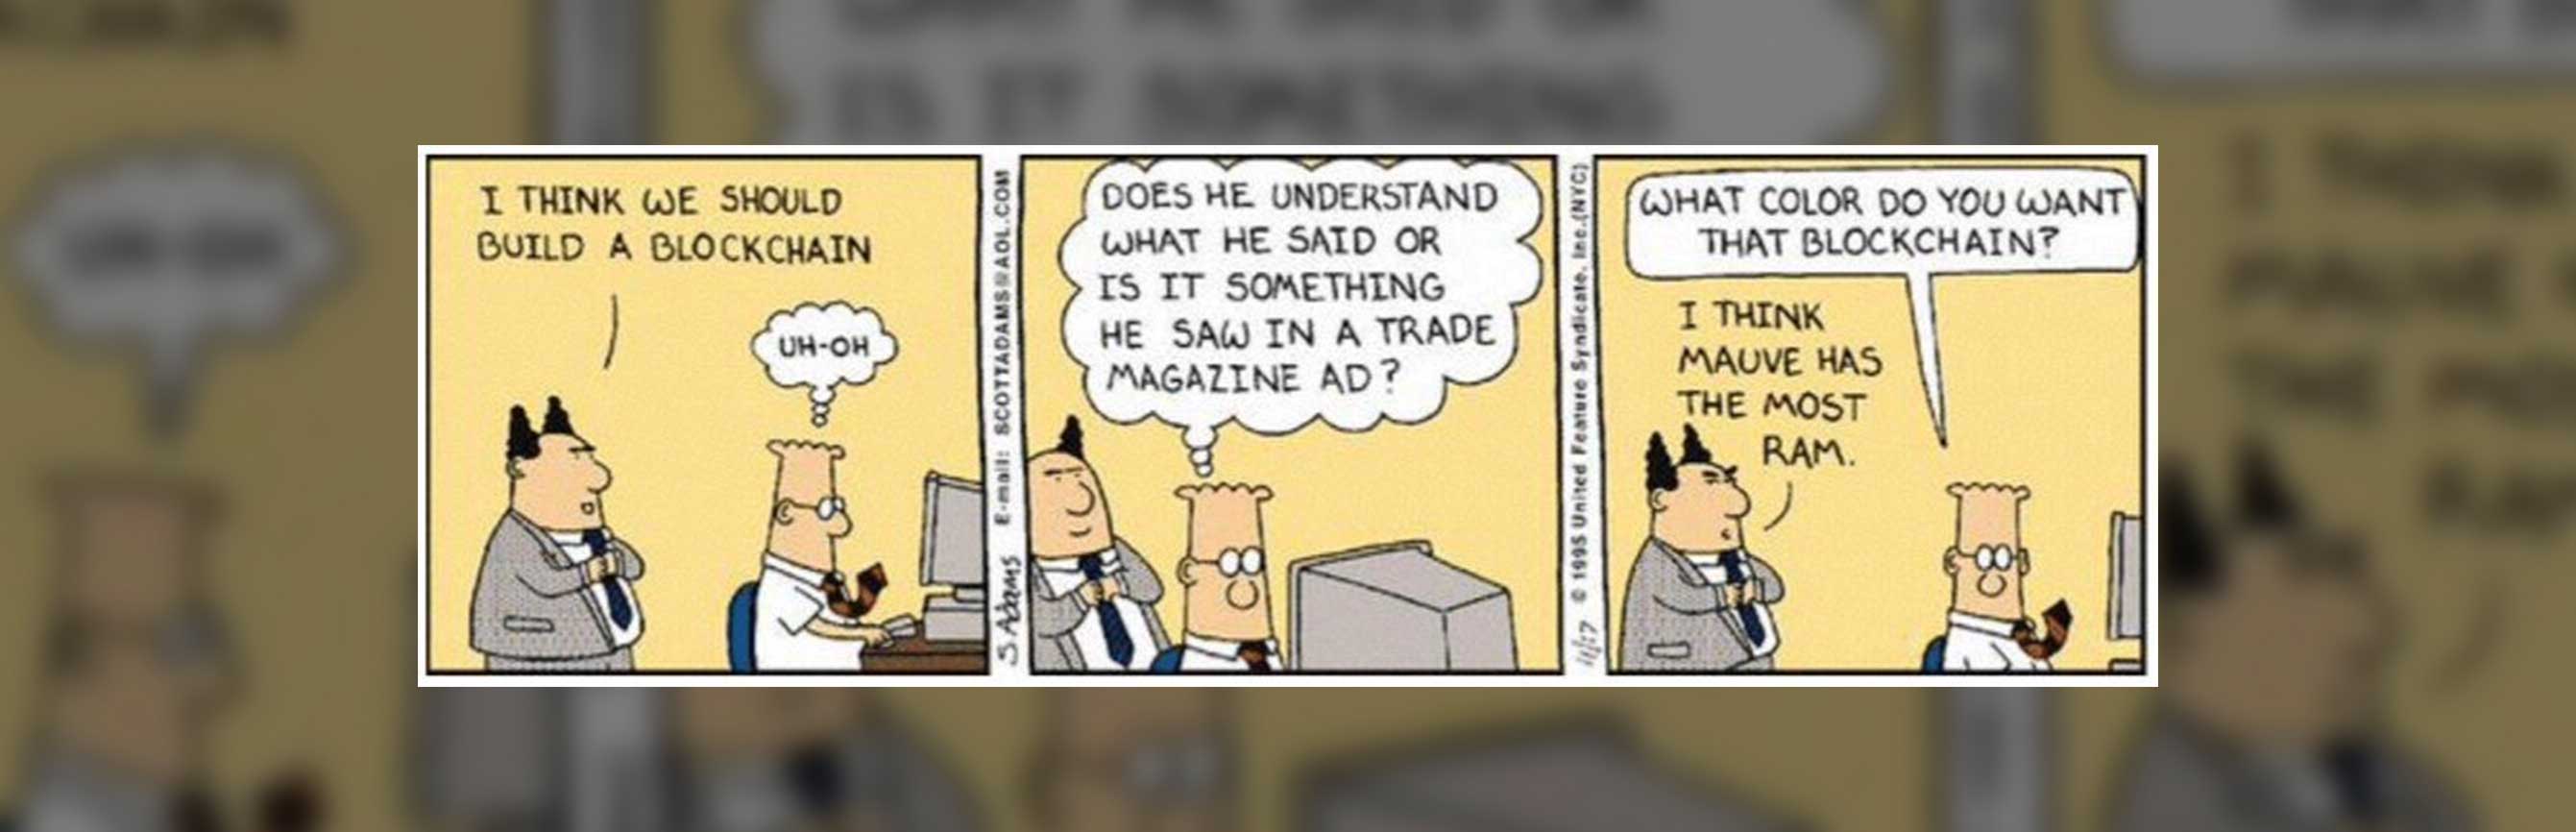 I THINK WE SHOULD
BUILD A BLOCKCHAIN
UH-OH
S. Adams E-mail: SCOTTADAMS@AOL.COM
DOES HE UNDERSTAND
WHAT HE SAID OR
IS IT SOMETHING
HE SAW IN A TRADE
MAGAZINE AD?
11/17 © 1995 United Feature Syndicate, Inc.(NYC)
WHAT COLOR DO YOU WANT
THAT BLOCKCHAIN?
I THINK
MAUVE HAS
THE MOST
RAM.